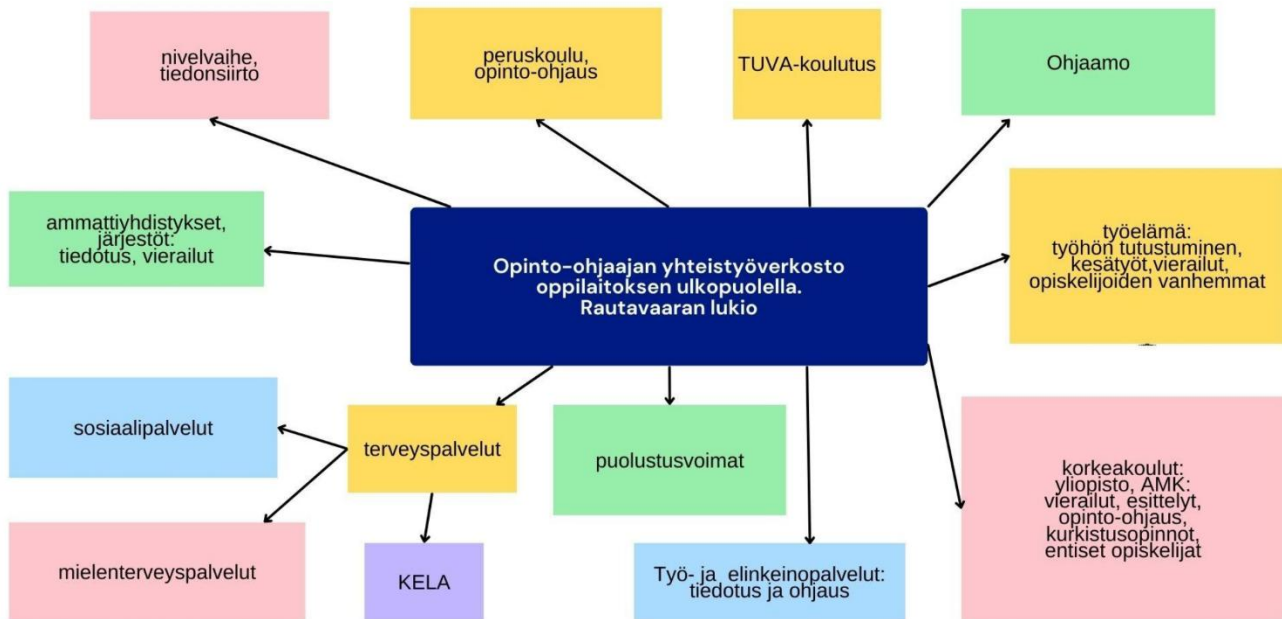 nivelvaihe,
tiedonsiirto
peruskoulu,
opinto-ohjaus
TUVA-koulutus
Ohjaamo
ammattiyhdistykset,
järjestöt:
tiedotus, vierailut
Opinto-ohjaajan yhteistyöverkosto
oppilaitoksen ulkopuolella.
Rautavaaran lukio
työelämä:
työhön tutustuminen,
kesätyöt,vierailut,
opiskelijoiden vanhemmat
sosiaalipalvelut
terveyspalvelut
puolustusvoimat
korkeakoulut:
yliopisto, AMK:
vierailut, esittelyt,
opinto-ohjaus,
kurkistusopinnot,
entiset opiskelijat
mielenterveyspalvelut
KELA
Työ- ja elinkeinopalvelut:
tiedotus ja ohjaus